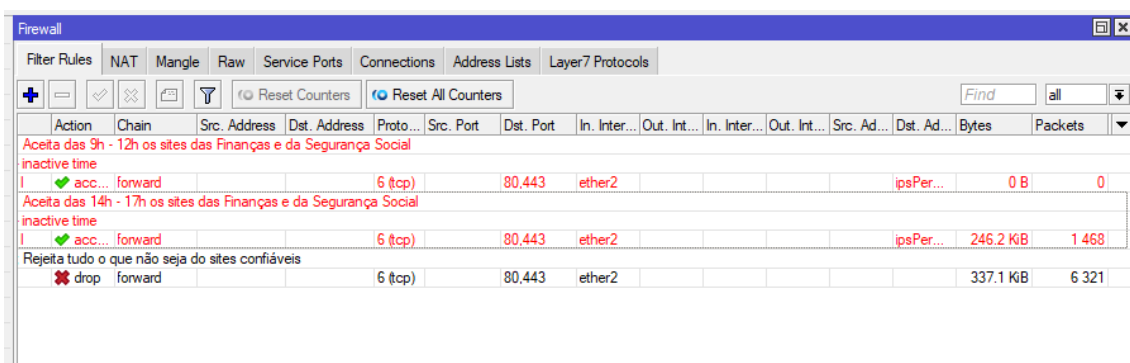 Firewall
Filter Rules NAT Mangle Raw Service Ports Connections Address Lists Layer7 Protocols
Reset Counters Reset All Counters Find all
Action Chain Src. Address Dst. Address Proto... Src. Port Dst. Port In. Inter... Out. Int... In. Inter... Out. Int... Src. Ad... Dst. Ad... Bytes Packets
Aceita das 9h - 12h os sites das Finanças e da Segurança Social
inactive time
I acc... forward 6 (tcp) 80,443 ether2 ipsPer... 0 B 0
Aceita das 14h - 17h os sites das Finanças e da Segurança Social
inactive time
I acc... forward 6 (tcp) 80,443 ether2 ipsPer... 246.2 KiB 1 468
Rejeita tudo o que não seja do sites confiáveis
drop forward 6 (tcp) 80,443 ether2 337.1 KiB 6 321